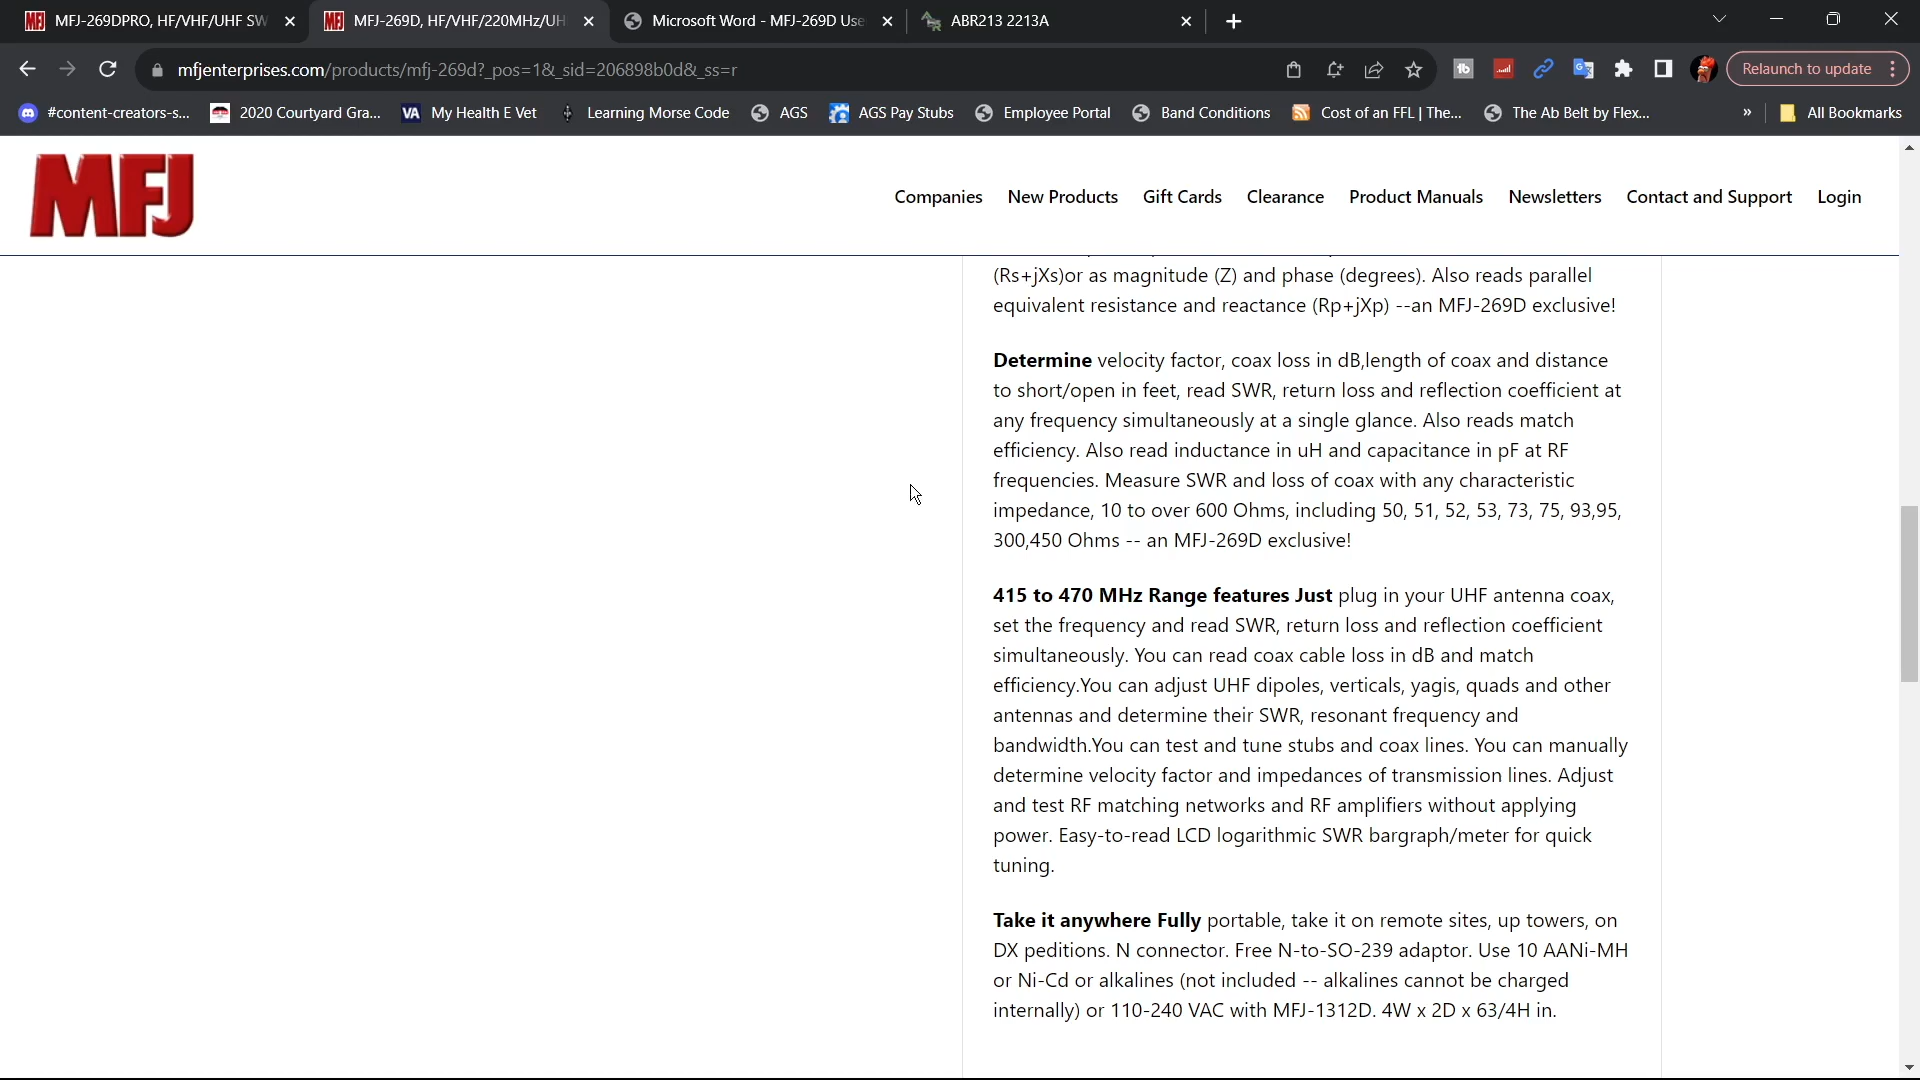 MFJ-269DPRO, HF/VHF/UHF SW
MFJ-269D, HF/VHF/220MHz/UH
Microsoft Word - MFJ-269D Use
ABR213 2213A
mfjenterprises.com/products/mfj-269d?_pos=1&_sid=206898b0d&_ss=r
Relaunch to update
#content-creators-s...
2020 Courtyard Gra...
VA My Health E Vet
Learning Morse Code
AGS
AGS Pay Stubs
Employee Portal
Band Conditions
Cost of an FFL | The...
The Ab Belt by Flex...
»
All Bookmarks
MFJ
Companies
New Products
Gift Cards
Clearance
Product Manuals
Newsletters
Contact and Support
Login
(Rs+jXs)or as magnitude (Z) and phase (degrees). Also reads parallel
equivalent resistance and reactance (Rp+jXp) --an MFJ-269D exclusive!
Determine velocity factor, coax loss in dB,length of coax and distance
to short/open in feet, read SWR, return loss and reflection coefficient at
any frequency simultaneously at a single glance. Also reads match
efficiency. Also read inductance in uH and capacitance in pF at RF
frequencies. Measure SWR and loss of coax with any characteristic
impedance, 10 to over 600 Ohms, including 50, 51, 52, 53, 73, 75, 93,95,
300,450 Ohms -- an MFJ-269D exclusive!
415 to 470 MHz Range features Just plug in your UHF antenna coax,
set the frequency and read SWR, return loss and reflection coefficient
simultaneously. You can read coax cable loss in dB and match
efficiency.You can adjust UHF dipoles, verticals, yagis, quads and other
antennas and determine their SWR, resonant frequency and
bandwidth.You can test and tune stubs and coax lines. You can manually
determine velocity factor and impedances of transmission lines. Adjust
and test RF matching networks and RF amplifiers without applying
power. Easy-to-read LCD logarithmic SWR bargraph/meter for quick
tuning.
Take it anywhere Fully portable, take it on remote sites, up towers, on
DX peditions. N connector. Free N-to-SO-239 adaptor. Use 10 AANi-MH
or Ni-Cd or alkalines (not included -- alkalines cannot be charged
internally) or 110-240 VAC with MFJ-1312D. 4W x 2D x 63/4H in.